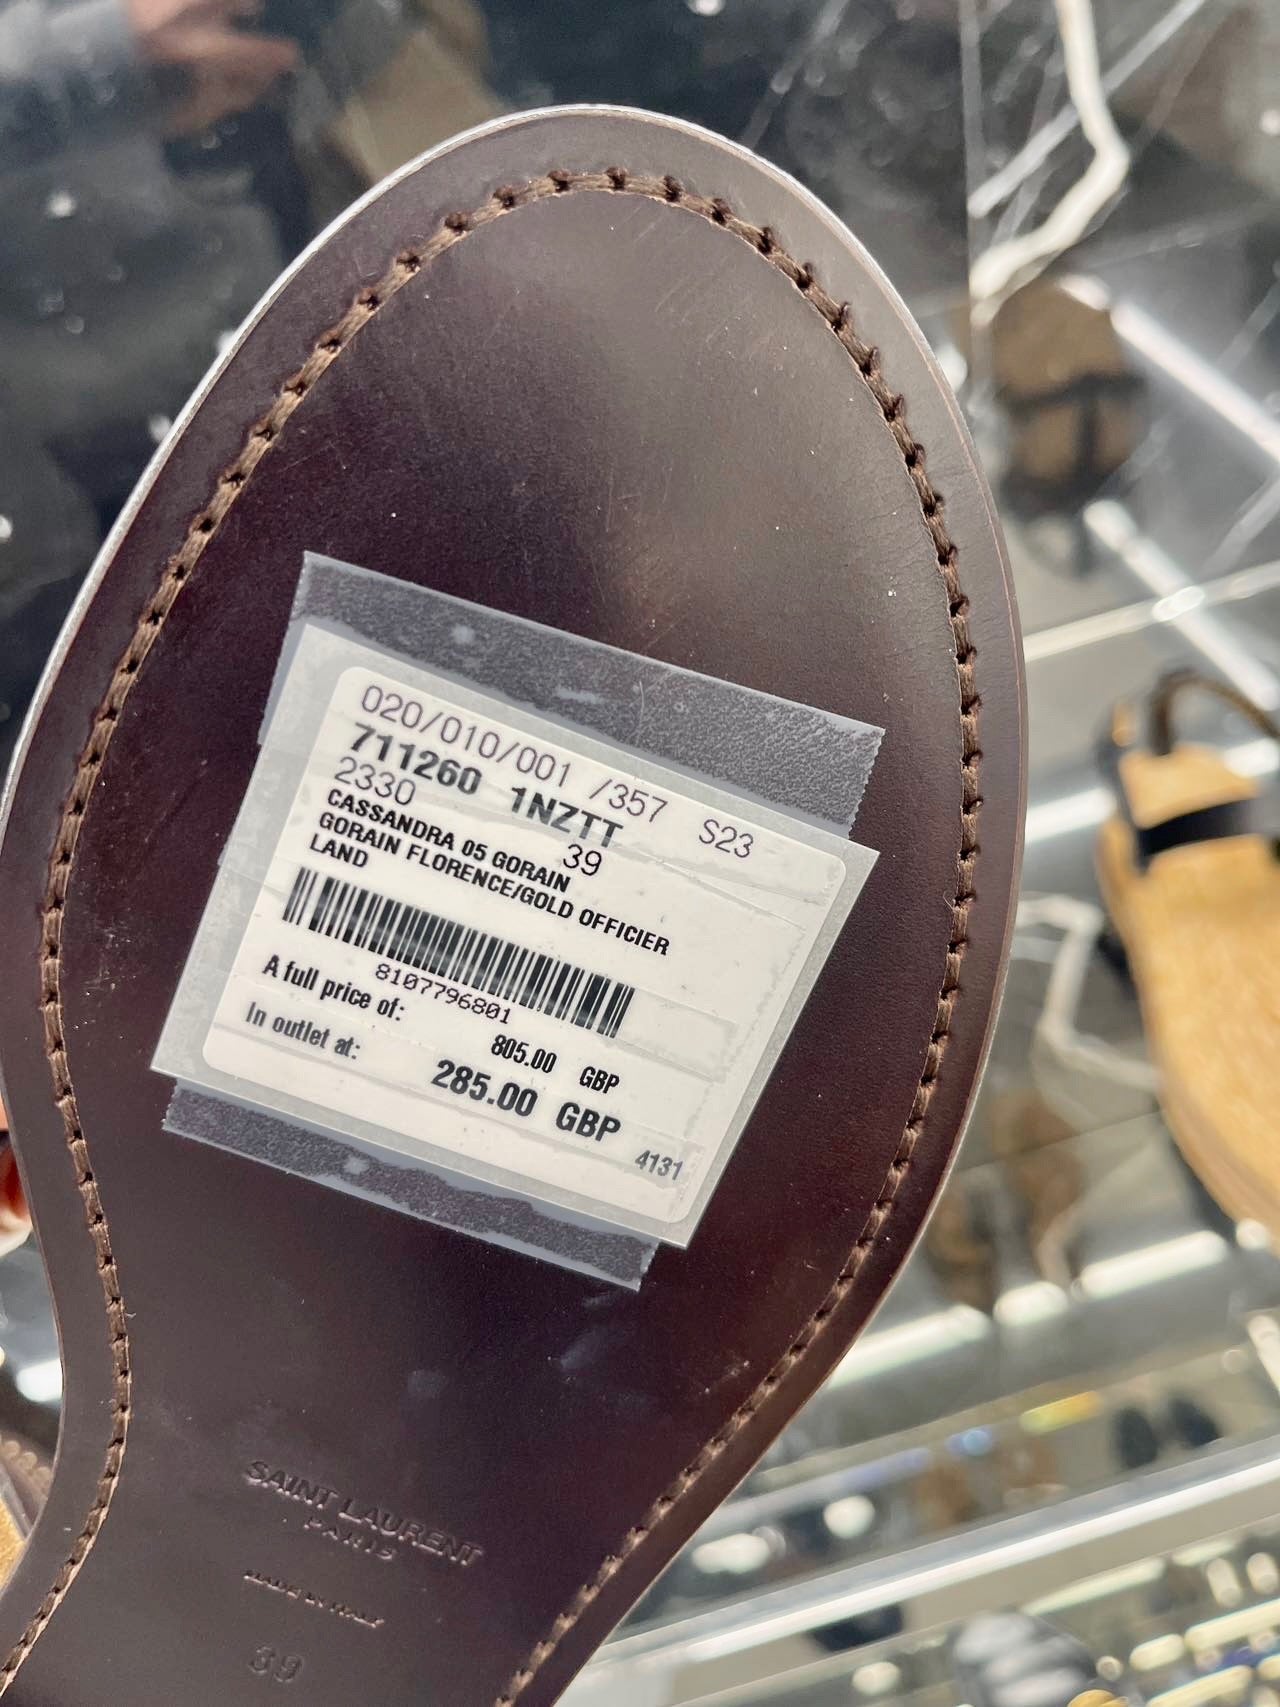 020/010/001 /357 S23
711260 1NZTT
2330 39
CASSANDRA 05 GORAIN
GORAIN FLORENCE/GOLD OFFICIER
LAND
8107796801
A full price of: 805.00 GBP
In outlet at: 285.00 GBP
4131
SAINT LAURENT
PARIS
MADE IN ITALY
39